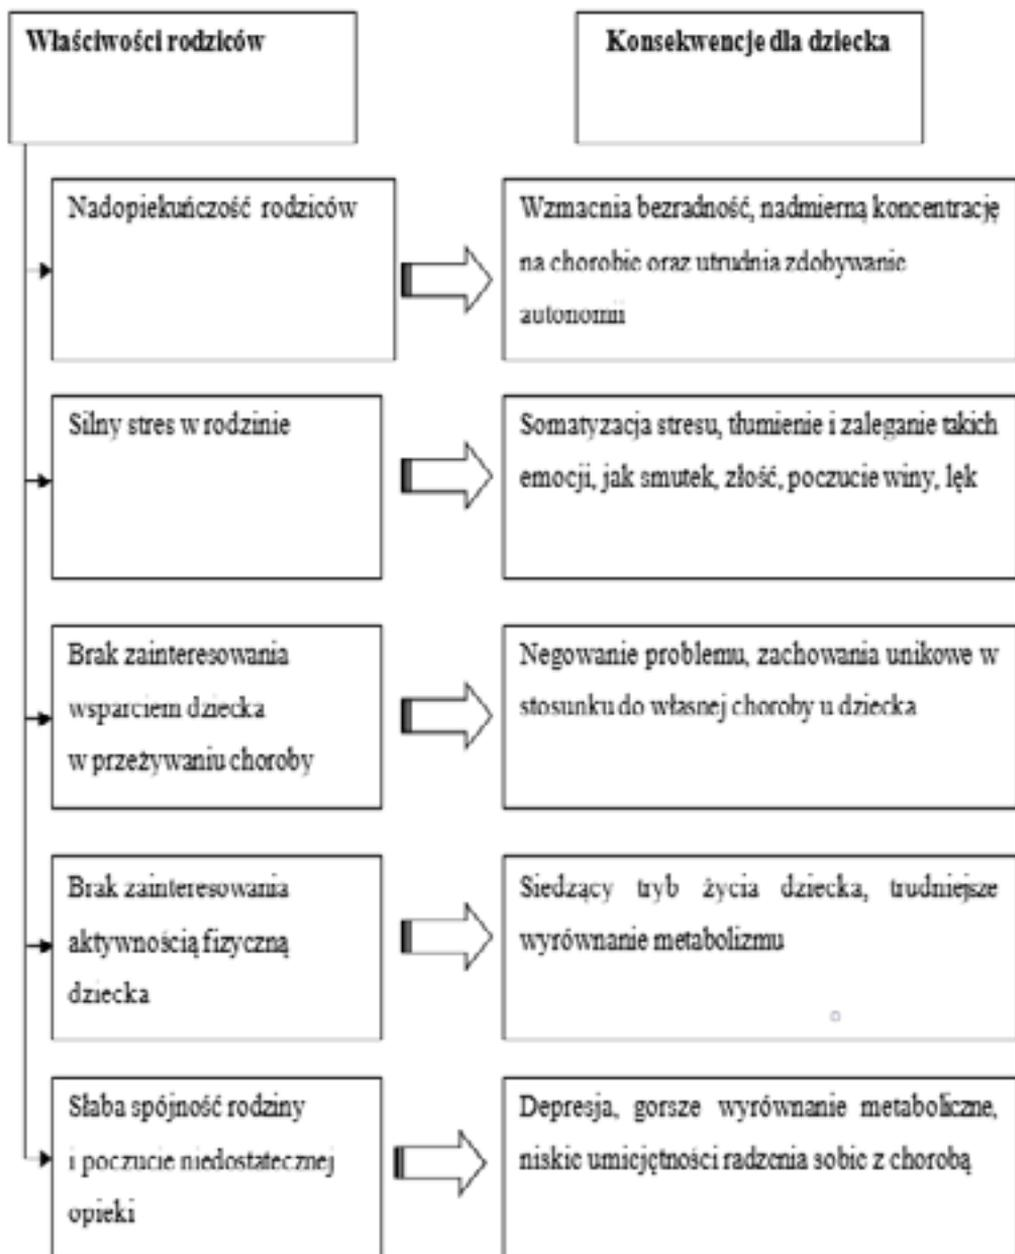 Właściwości rodziców
Konsekwencje dla dziecka
Nadopiekuńczość rodziców
Wzmacnia bezradność, nadmierną koncentrację
na chorobie oraz utrudnia zdobywanie
autonomii
Silny stres w rodzinie
Somatyzacja stresu, tłumienie i zaleganie takich
emocji, jak smutek, złość, poczucie winy, lęk
Brak zainteresowania
wsparciem dziecka
w przeżywaniu choroby
Negowanie problemu, zachowania unikowe w
stosunku do własnej choroby u dziecka
Brak zainteresowania
aktywnością fizyczną
dziecka
Siedzący tryb życia dziecka, trudniejsze
wyrównanie metabolizmu
Słaba spójność rodziny
i poczucie niedostatecznej
opieki
Depresja, gorsze wyrównanie metaboliczne,
niskie umiejętności radzenia sobie z chorobą